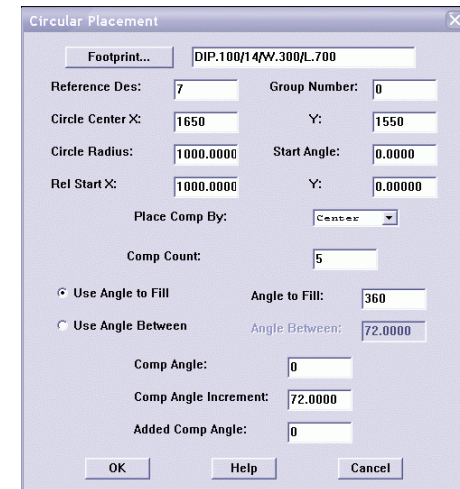 Circular Placement
Footprint... DIP.100/14/W.300/L.700
Reference Des: 7 Group Number: 0
Circle Center X: 1650 Y: 1550
Circle Radius: 1000.0000 Start Angle: 0.0000
Rel Start X: 1000.0000 Y: 0.00000
Place Comp By: Center
Comp Count: 5
Use Angle to Fill Angle to Fill: 360
Use Angle Between Angle Between: 72.0000
Comp Angle: 0
Comp Angle Increment: 72.0000
Added Comp Angle: 0
OK Help Cancel